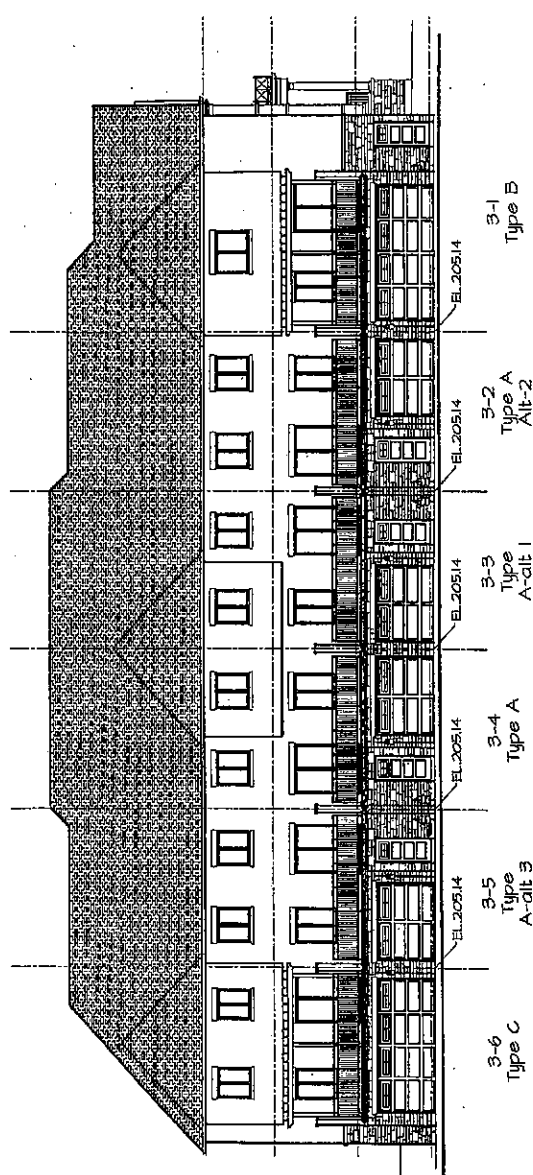 3-6
Type C
EL.205.14
3-5
Type
A-alt 3
EL.205.14
3-4
Type A
EL.205.14
3-3
Type
A-alt 1
EL.205.14
3-2
Type A
Alt-2
EL.205.14
3-1
Type B